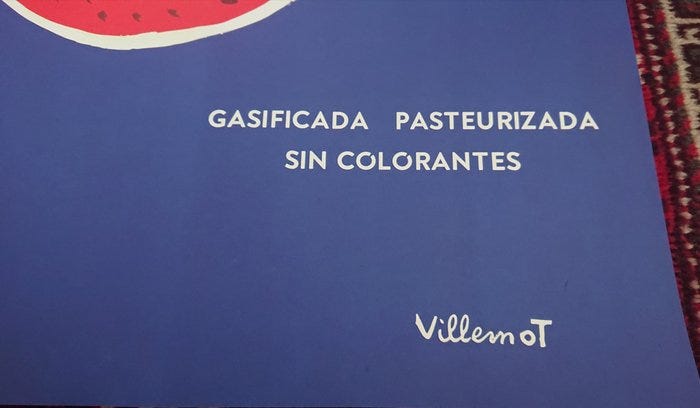 GASIFICADA PASTEURIZADA
SIN COLORANTES
Villemot